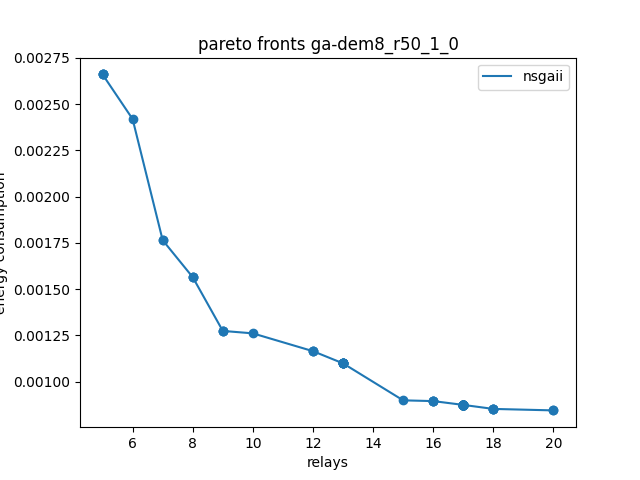 pareto fronts ga-dem8_r50_1_0
nsgaii
0.00275
0.00250
0.00225
0.00200
0.00175
0.00150
0.00125
0.00100
energy consumption
6 8 10 12 14 16 18 20
relays